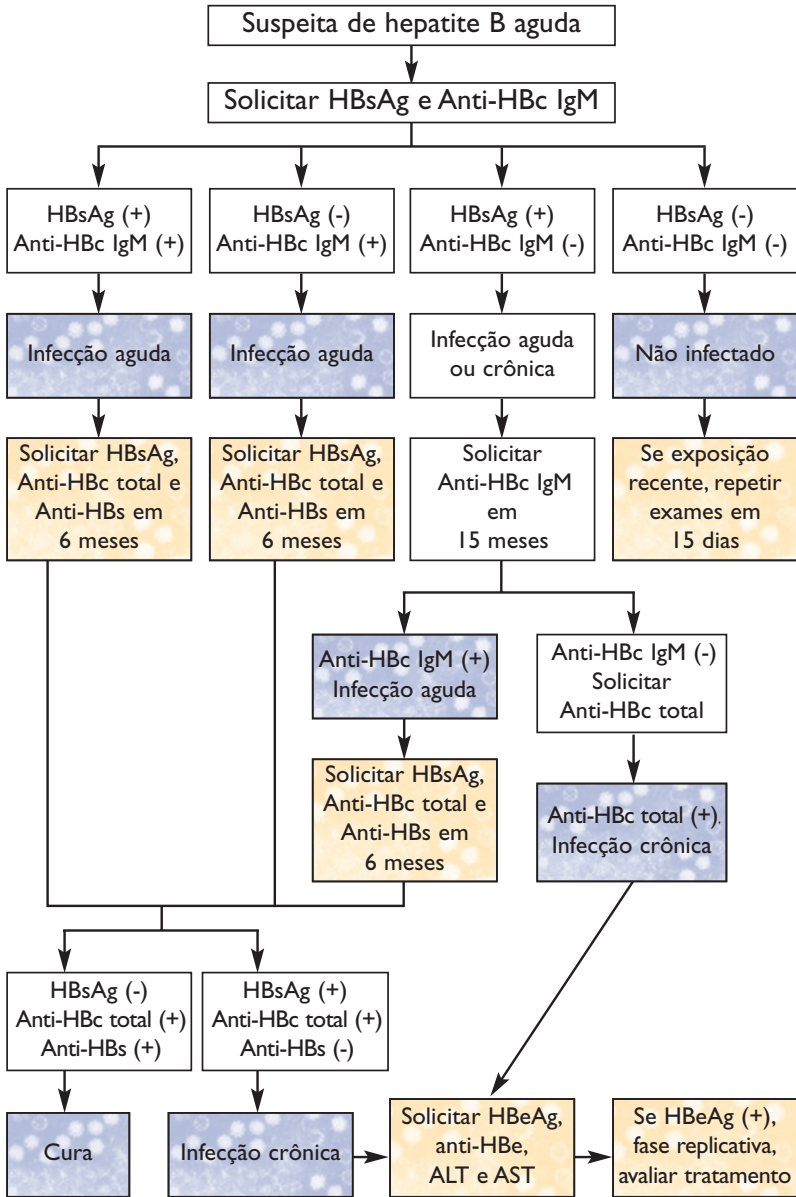 Suspeita de hepatite B aguda
Solicitar HBsAg e Anti-HBc IgM
HBsAg (+)
Anti-HBc IgM (+)
HBsAg (-)
Anti-HBc IgM (+)
HBsAg (+)
Anti-HBc IgM (-)
HBsAg (-)
Anti-HBc IgM (-)
Infecção aguda
Infecção aguda
Infecção aguda
ou crônica
Não infectado
Solicitar HBsAg,
Anti-HBc total e
Anti-HBs em
6 meses
Solicitar HBsAg,
Anti-HBc total e
Anti-HBs em
6 meses
Solicitar
Anti-HBc IgM
em
15 meses
Se exposição
recente, repetir
exames em
15 dias
Anti-HBc IgM (+)
Infecção aguda
Anti-HBc IgM (-)
Solicitar
Anti-HBc total
Solicitar HBsAg,
Anti-HBc total e
Anti-HBs em
6 meses
Anti-HBc total (+).
Infecção crônica
HBsAg (-)
Anti-HBc total (+)
Anti-HBs (+)
HBsAg (+)
Anti-HBc total (+)
Anti-HBs (-)
Cura
Infecção crônica
Solicitar HBeAg,
anti-HBe,
ALT e AST
Se HBeAg (+),
fase replicativa,
avaliar tratamento